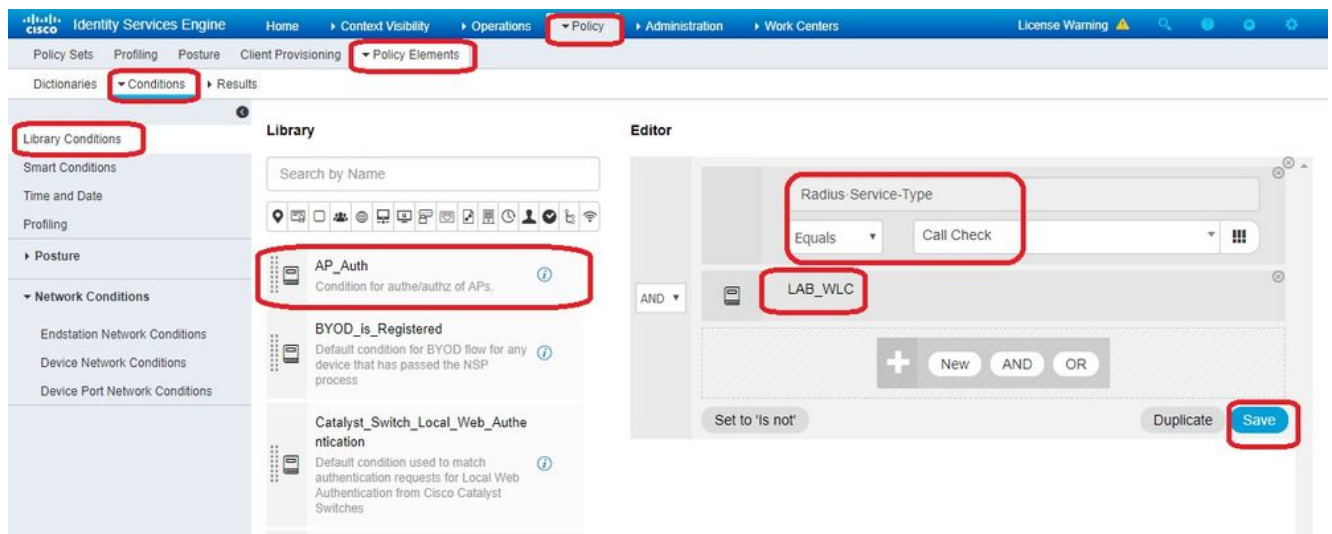 cisco Identity Services Engine Home Context Visibility Operations Policy Administration Work Centers License Warning
Policy Sets Profiling Posture Client Provisioning Policy Elements
Dictionaries Conditions Results
Library Conditions
Smart Conditions
Time and Date
Profiling
Posture
Network Conditions
Endstation Network Conditions
Device Network Conditions
Device Port Network Conditions
Library
Search by Name
AP_Auth
Condition for authe/authz of APs.
BYOD_is_Registered
Default condition for BYOD flow for any
device that has passed the NSP
process
Catalyst_Switch_Local_Web_Authe
ntication
Default condition used to match
authentication requests for Local Web
Authentication from Cisco Catalyst
Switches
Editor
Radius·Service-Type
Equals Call Check
AND LAB_WLC
New AND OR
Set to 'Is not' Duplicate Save